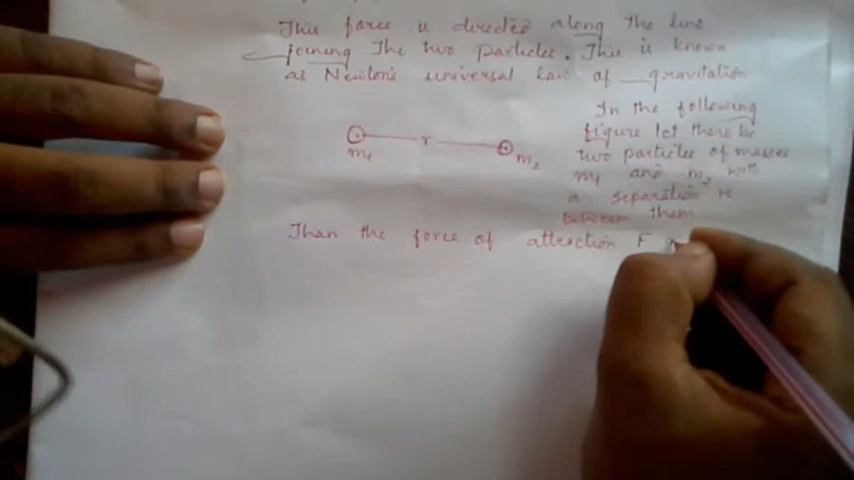 This force is directed along the line
joining The two particles. This is known
as Newton's universal law of gravitation
In the following
figure let there be
r
m1
m2
two particles of masses
m1 and m2 with
a separation r
between them
Than the force of attraction F